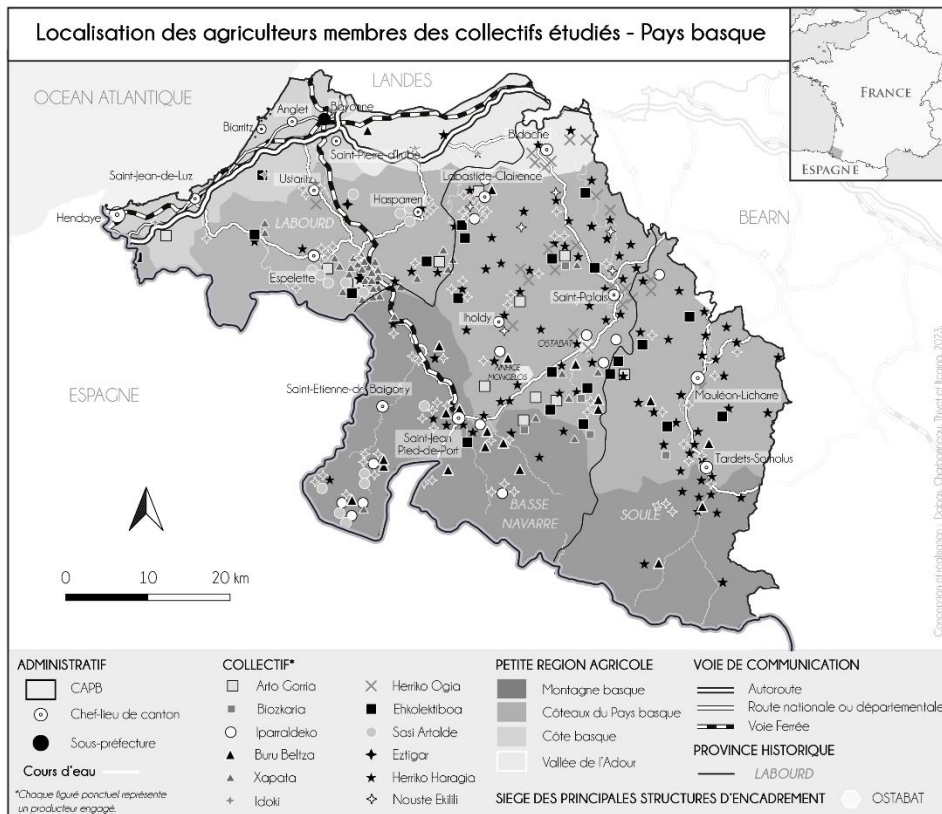 Localisation des agriculteurs membres des collectifs étudiés - Pays basque
FRANCE
ESPAGNE
LANDES
OCEAN ATLANTIQUE
Bayonne
Anglet
Biarritz
Bidache
Saint-Pierre-d'Irube
Saint-Jean-de-Luz
Ustaritz
Labastide-Clairence
Hasparren
Hendaye
LABOURD
BEARN
Espelette
Saint-Palais
Iholdy
OSTABAT
ESPAGNE
Saint-Etienne-de-Baigorry
Mauléon-Licharre
Saint-Jean
Pied-de-Port
Tardets-Sorholus
BASSE
NAVARRE
SOULE
0 10 20 km
ADMINISTRATIF
CAPB
Chef-lieu de canton
Sous-préfecture
Cours d'eau
*Chaque figuré ponctuel représente
un producteur engagé.
COLLECTIF*
Arto Gorria
Biozkaria
Iparraldeko
Buru Beltza
Xapata
Idoki
Herriko Ogia
Ehkolektiboa
Sasi Artalde
Eztigar
Herriko Haragia
Nouste Ekilili
PETITE REGION AGRICOLE
Montagne basque
Côteaux du Pays basque
Côte basque
Vallée de l'Adour
VOIE DE COMMUNICATION
Autoroute
Route nationale ou départementale
Voie Ferrée
PROVINCE HISTORIQUE
LABOURD
SIEGE DES PRINCIPALES STRUCTURES D'ENCADREMENT
OSTABAT